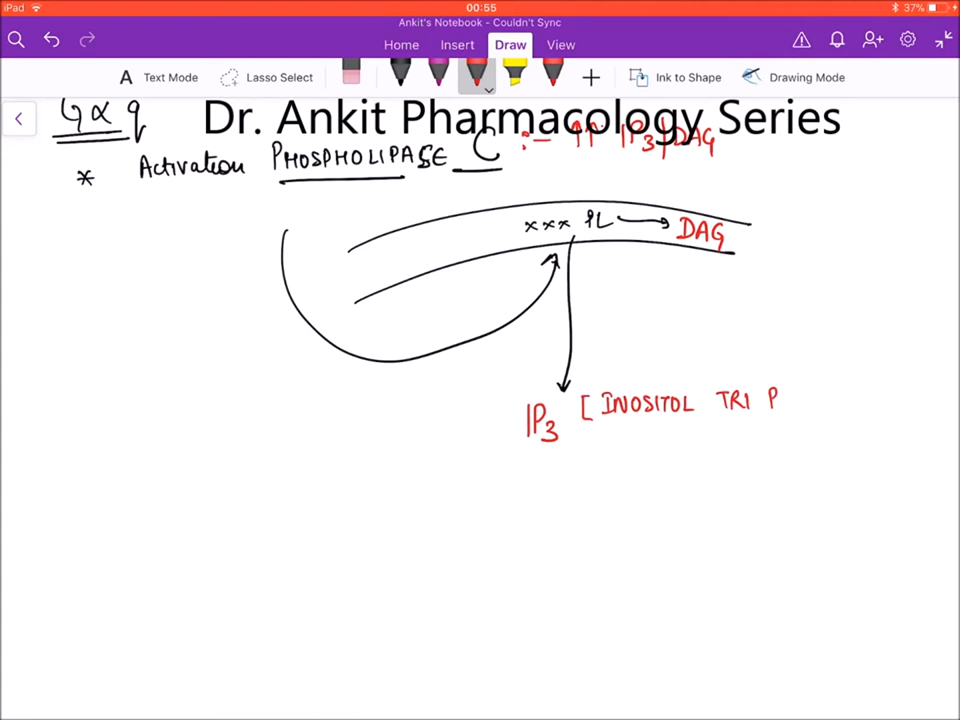 iPad 00:55 37%
Ankit's Notebook - Couldn't Sync
Home Insert Draw View
Text Mode Lasso Select Ink to Shape Drawing Mode
Gαq Dr. Ankit Pharmacology Series
* Activation PHOSPHOLIPASE C :- ↑↑ IP3/DAG
xxx PL → DAG
IP3 [ INOSITOL TRI P